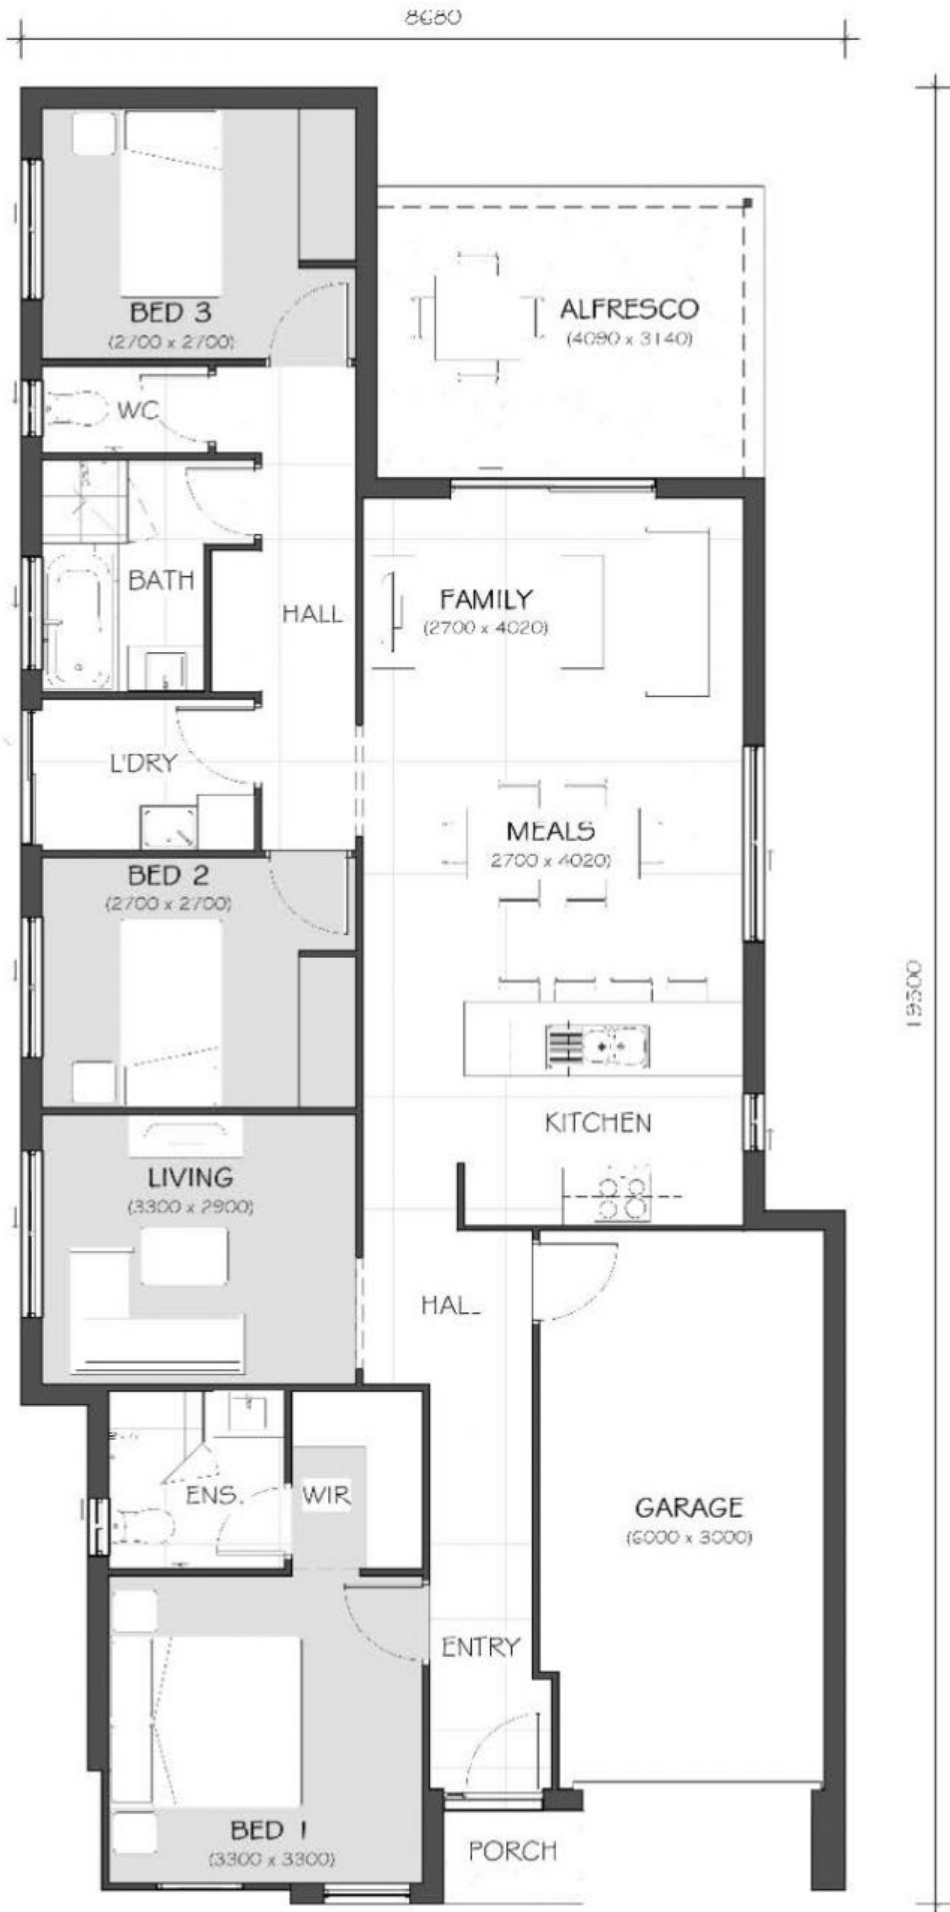 8680
BED 3
(2700 x 2700)
ALFRESCO
(4090 x 3140)
WC
BATH
HALL
FAMILY
(2700 x 4020)
L'DRY
MEALS
2700 x 4020)
BED 2
(2700 x 2700)
KITCHEN
LIVING
(3300 x 2900)
HALL
ENS.
WIR
GARAGE
(6000 x 3000)
ENTRY
BED 1
(3300 x 3300)
PORCH